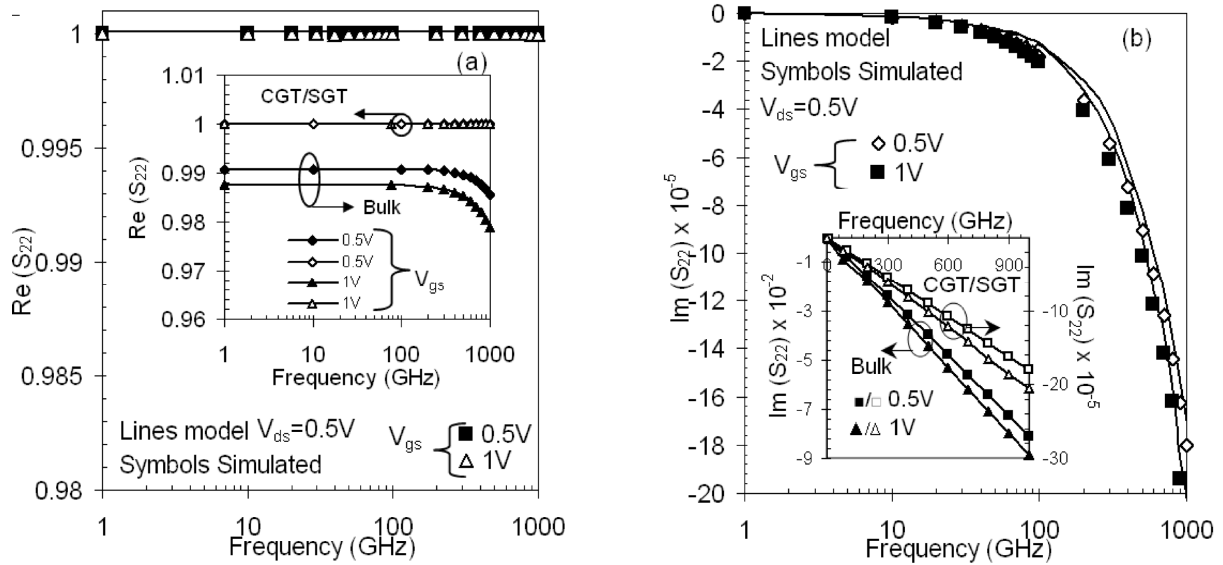 1
0.995
0.99
0.985
0.98
Re (S22)
(a)
1.01
1
0.99
0.98
0.97
0.96
Re (S22)
CGT/SGT
Bulk
0.5V
0.5V
1V
1V
Vgs
1 10 100 1000
Frequency (GHz)
Lines model Vds=0.5V
Symbols Simulated
Vgs
0.5V
1V
1 10 100 1000
Frequency (GHz)
0
-2
-4
-6
-8
-10
-12
-14
-16
-18
-20
Im (S22) x 10-5
(b)
Lines model
Symbols Simulated
Vds=0.5V
Vgs
0.5V
1V
Frequency (GHz)
0 300 600 900
-1
-3
-5
-7
-9
Im (S22) x 10-2
CGT/SGT
Bulk
■/□ 0.5V
▲/△ 1V
-10
-20
-30
Im (S22) x 10-5
1 10 100 1000
Frequency (GHz)